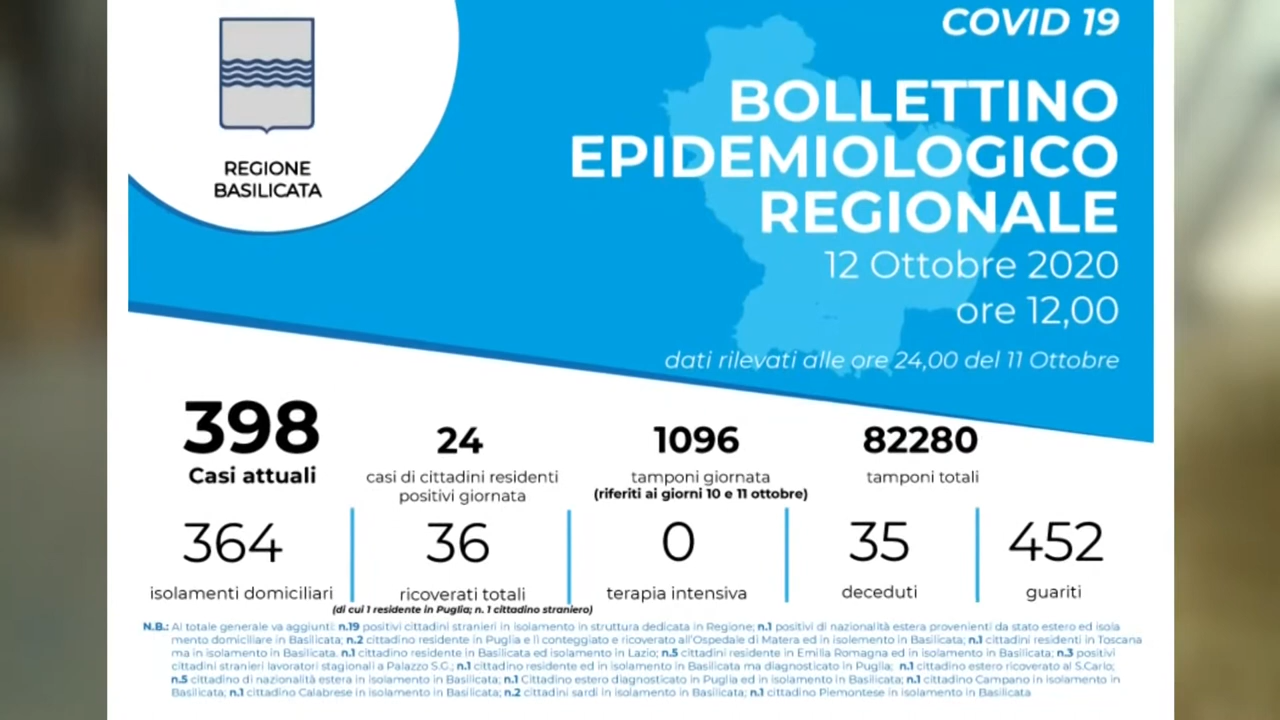 COVID 19
REGIONE
BASILICATA
BOLLETTINO
EPIDEMIOLOGICO
REGIONALE
12 Ottobre 2020
ore 12,00
dati rilevati alle ore 24,00 del 11 Ottobre
398
Casi attuali
24
casi di cittadini residenti
positivi giornata
1096
tamponi giornata
(riferiti ai giorni 10 e 11 ottobre)
82280
tamponi totali
364
isolamenti domiciliari
36
ricoverati totali
(di cui 1 residente in Puglia; n. 1 cittadino straniero)
0
terapia intensiva
35
deceduti
452
guariti
N.B.: Al totale generale va aggiunti: n.19 positivi cittadini stranieri in isolamento in struttura dedicata in Regione; n.1 positivi di nazionalità estera provenienti da stato estero ed isola
mento domiciliare in Basilicata; n.2 cittadino residente in Puglia e lì conteggiato e ricoverato all'Ospedale di Matera ed in isolemento in Basilicata; n.1 cittadini residenti in Toscana
ma in isolamento in Basilicata. n.1 cittadino residente in Basilicata ed isolamento in Lazio; n.5 cittadini residente in Emilia Romagna ed in isolamento in Basilicata; n.3 positivi
cittadini stranieri lavoratori stagionali a Palazzo S.G.; n.1 cittadino residente ed in isolamento in Basilicata ma diagnosticato in Puglia; n.1 cittadino estero ricoverato al S.Carlo;
n.5 cittadino di nazionalità estera in isolamento in Basilicata; n.1 Cittadino estero diagnosticato in Puglia ed in isolamento in Basilicata; n.1 cittadino Campano in isolamento in
Basilicata; n.1 cittadino Calabrese in isolamento in Basilicata; n.2 cittadini sardi in isolamento in Basilicata; n.1 cittadino Piemontese in isolamento in Basilicata